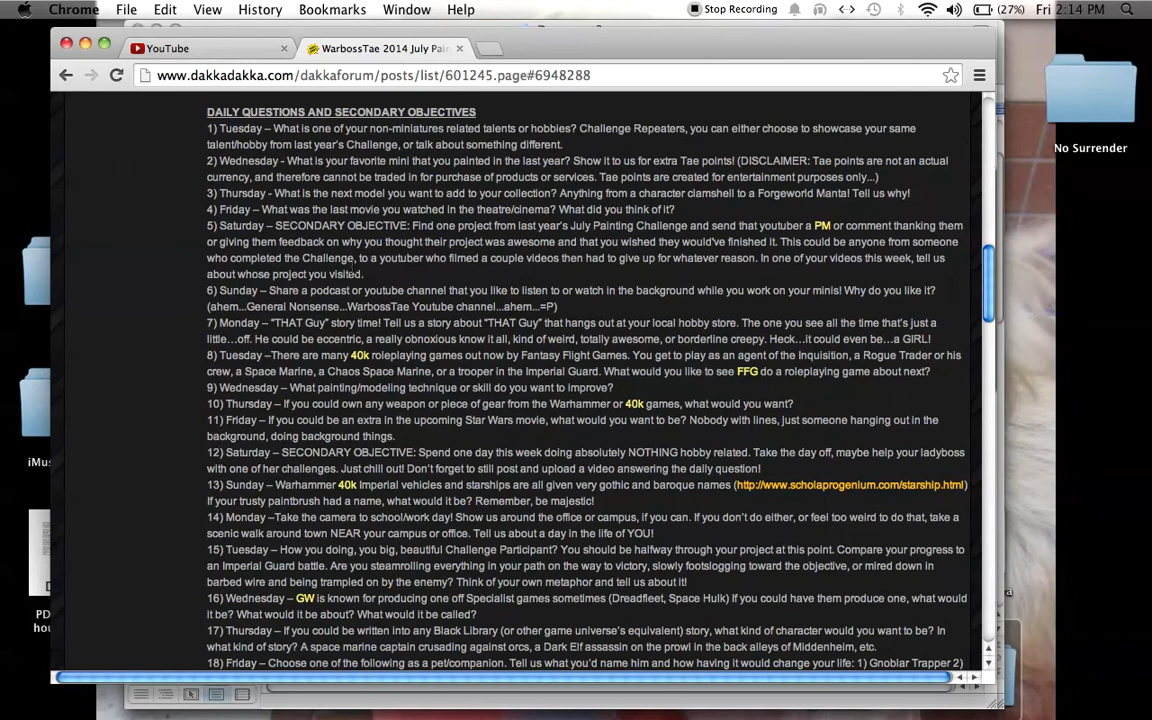 Chrome File Edit View History Bookmarks Window Help Stop Recording (27%) Fri 2:14 PM
YouTube WarbossTae 2014 July Pain
www.dakkadakka.com/dakkaforum/posts/list/601245.page#6948288
DAILY QUESTIONS AND SECONDARY OBJECTIVES
1) Tuesday – What is one of your non-miniatures related talents or hobbies? Challenge Repeaters, you can either choose to showcase your same
talent/hobby from last year's Challenge, or talk about something different.
2) Wednesday - What is your favorite mini that you painted in the last year? Show it to us for extra Tae points! (DISCLAIMER: Tae points are not an actual
currency, and therefore cannot be traded in for purchase of products or services. Tae points are created for entertainment purposes only...)
3) Thursday - What is the next model you want to add to your collection? Anything from a character clamshell to a Forgeworld Manta! Tell us why!
4) Friday – What was the last movie you watched in the theatre/cinema? What did you think of it?
5) Saturday – SECONDARY OBJECTIVE: Find one project from last year's July Painting Challenge and send that youtuber a PM or comment thanking them
or giving them feedback on why you thought their project was awesome and that you wished they would've finished it. This could be anyone from someone
who completed the Challenge, to a youtuber who filmed a couple videos then had to give up for whatever reason. In one of your videos this week, tell us
about whose project you visited.
6) Sunday – Share a podcast or youtube channel that you like to listen to or watch in the background while you work on your minis! Why do you like it?
(ahem...General Nonsense...WarbossTae Youtube channel...ahem...=P)
7) Monday – "THAT Guy" story time! Tell us a story about "THAT Guy" that hangs out at your local hobby store. The one you see all the time that's just a
little…off. He could be eccentric, a really obnoxious know it all, kind of weird, totally awesome, or borderline creepy. Heck…it could even be…a GIRL!
8) Tuesday –There are many 40k roleplaying games out now by Fantasy Flight Games. You get to play as an agent of the Inquisition, a Rogue Trader or his
crew, a Space Marine, a Chaos Space Marine, or a trooper in the Imperial Guard. What would you like to see FFG do a roleplaying game about next?
9) Wednesday – What painting/modeling technique or skill do you want to improve?
10) Thursday – If you could own any weapon or piece of gear from the Warhammer or 40k games, what would you want?
11) Friday – If you could be an extra in the upcoming Star Wars movie, what would you want to be? Nobody with lines, just someone hanging out in the
background, doing background things.
12) Saturday – SECONDARY OBJECTIVE: Spend one day this week doing absolutely NOTHING hobby related. Take the day off, maybe help your ladyboss
with one of her challenges. Just chill out! Don't forget to still post and upload a video answering the daily question!
13) Sunday – Warhammer 40k Imperial vehicles and starships are all given very gothic and baroque names (http://www.scholaprogenium.com/starship.html)
If your trusty paintbrush had a name, what would it be? Remember, be majestic!
14) Monday –Take the camera to school/work day! Show us around the office or campus, if you can. If you don't do either, or feel too weird to do that, take a
scenic walk around town NEAR your campus or office. Tell us about a day in the life of YOU!
15) Tuesday – How you doing, you big, beautiful Challenge Participant? You should be halfway through your project at this point. Compare your progress to
an Imperial Guard battle. Are you steamrolling everything in your path on the way to victory, slowly footslogging toward the objective, or mired down in
barbed wire and being trampled on by the enemy? Think of your own metaphor and tell us about it!
16) Wednesday – GW is known for producing one off Specialist games sometimes (Dreadfleet, Space Hulk) If you could have them produce one, what would
it be? What would it be about? What would it be called?
17) Thursday – If you could be written into any Black Library (or other game universe's equivalent) story, what kind of character would you want to be? In
what kind of story? A space marine captain crusading against orcs, a Dark Elf assassin on the prowl in the back alleys of Middenheim, etc.
18) Friday – Choose one of the following as a pet/companion. Tell us what you'd name him and how having it would change your life: 1) Gnoblar Trapper 2)
No Surrender
iMus
PD
hou